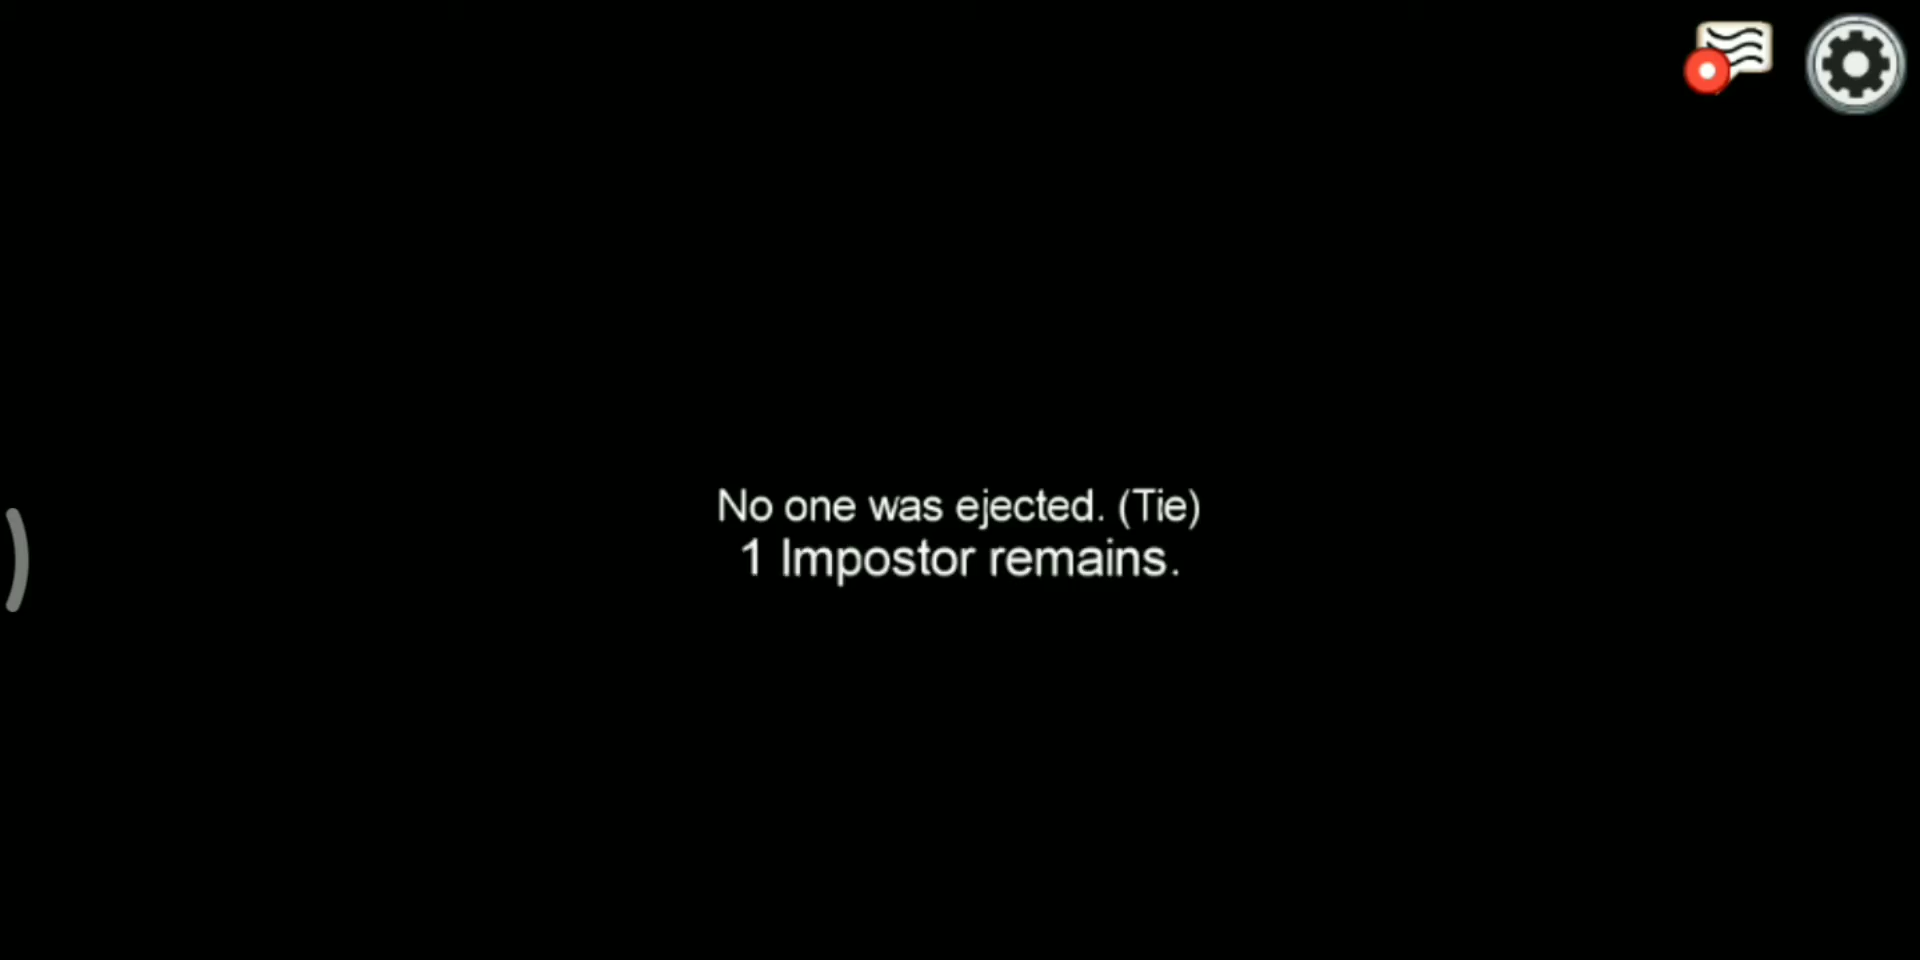 No one was ejected. (Tie)
1 Impostor remains.